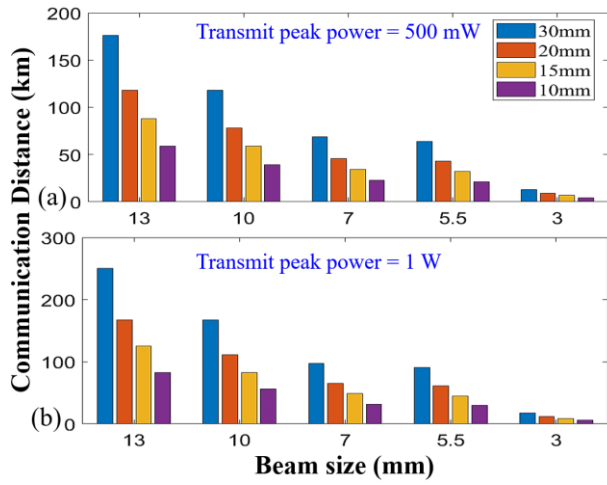 Communication Distance (km)
200
150
100
50
0
(a)
Transmit peak power = 500 mW
30mm
20mm
15mm
10mm
13 10 7 5.5 3
300
200
100
0
(b)
Transmit peak power = 1 W
13 10 7 5.5 3
Beam size (mm)